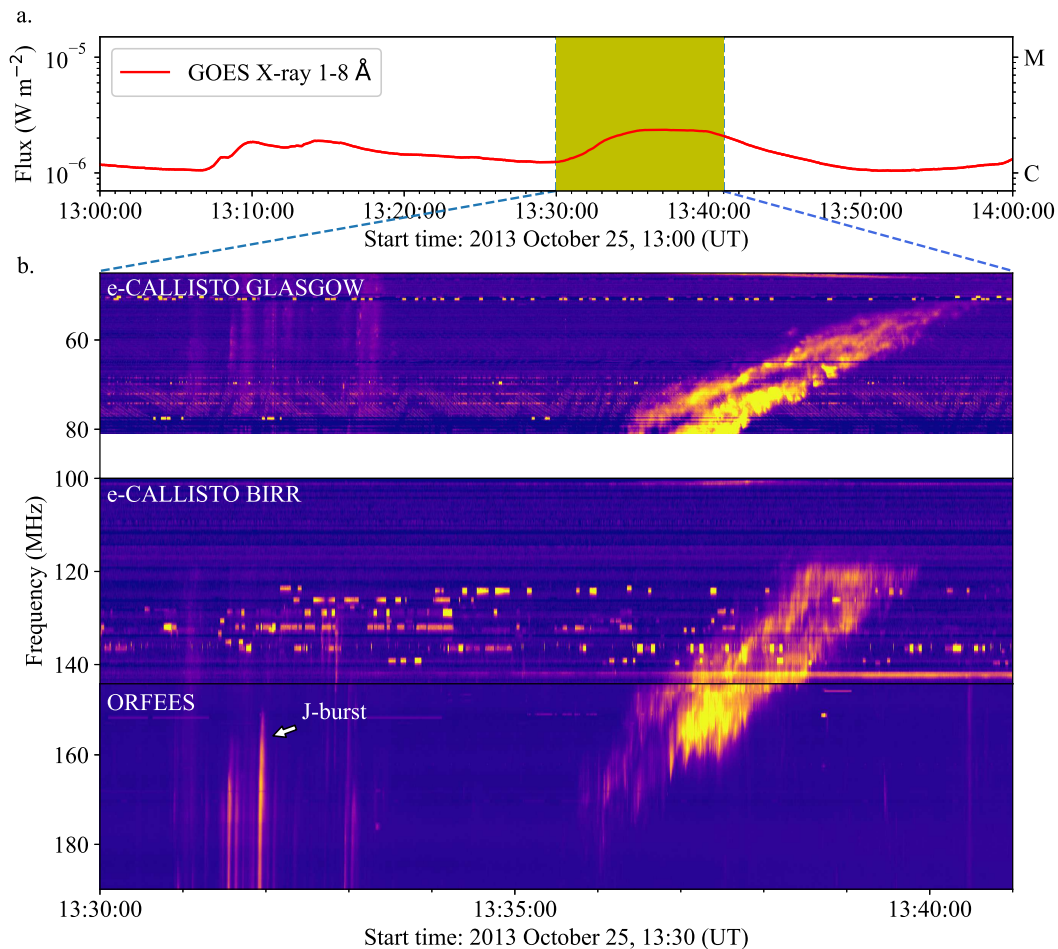 a.
10⁻⁵
10⁻⁶
Flux (W m⁻²)
GOES X-ray 1-8 Å
M
C
13:00:00 13:10:00 13:20:00 13:30:00 13:40:00 13:50:00 14:00:00
Start time: 2013 October 25, 13:00 (UT)
b.
e-CALLISTO GLASGOW
60
80
100
e-CALLISTO BIRR
120
140
Frequency (MHz)
ORFEES
J-burst
160
180
13:30:00 13:35:00 13:40:00
Start time: 2013 October 25, 13:30 (UT)